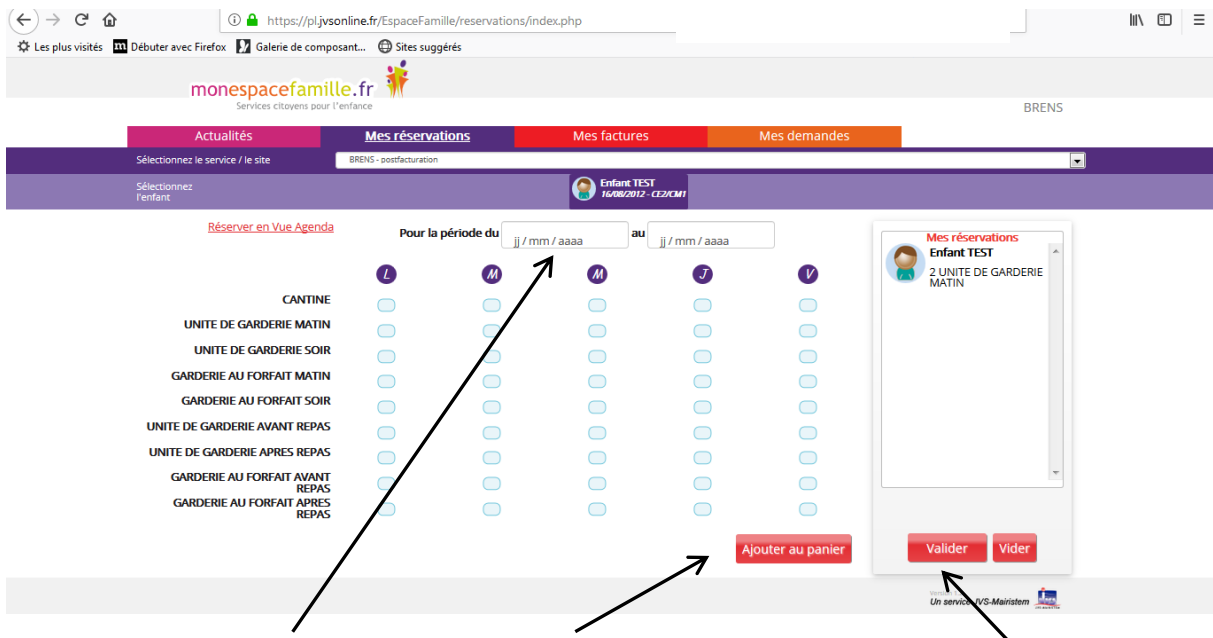 https://pl.jvsonline.fr/EspaceFamille/reservations/index.php
Les plus visités Débuter avec Firefox Galerie de composant... Sites suggérés
monespacefamille.fr
Services citoyens pour l'enfance
BRENS
Actualités Mes réservations Mes factures Mes demandes
Sélectionnez le service / le site BRENS - postfacturation
Sélectionnez
l'enfant
Enfant TEST
16/08/2012 - CE2/CM1
Réserver en Vue Agenda
Pour la période du jj / mm / aaaa au jj / mm / aaaa
L M M J V
CANTINE
UNITE DE GARDERIE MATIN
UNITE DE GARDERIE SOIR
GARDERIE AU FORFAIT MATIN
GARDERIE AU FORFAIT SOIR
UNITE DE GARDERIE AVANT REPAS
UNITE DE GARDERIE APRES REPAS
GARDERIE AU FORFAIT AVANT
REPAS
GARDERIE AU FORFAIT APRES
REPAS
Ajouter au panier
Mes réservations
Enfant TEST
2 UNITE DE GARDERIE
MATIN
Valider Vider
Un service JVS-Mairistem